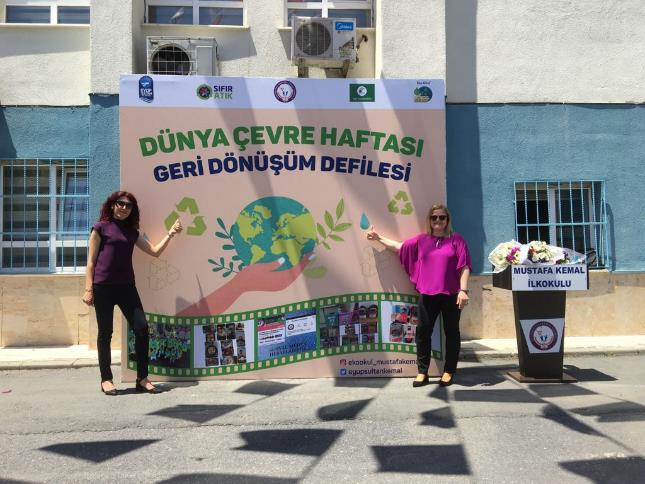 SIFIR
ATIK
DÜNYA ÇEVRE HAFTASI
GERİ DÖNÜŞÜM DEFİLESİ
MUSTAFA KEMAL
İLKOKULU
@ekookul_mustafakemal
@eyupsultankemal